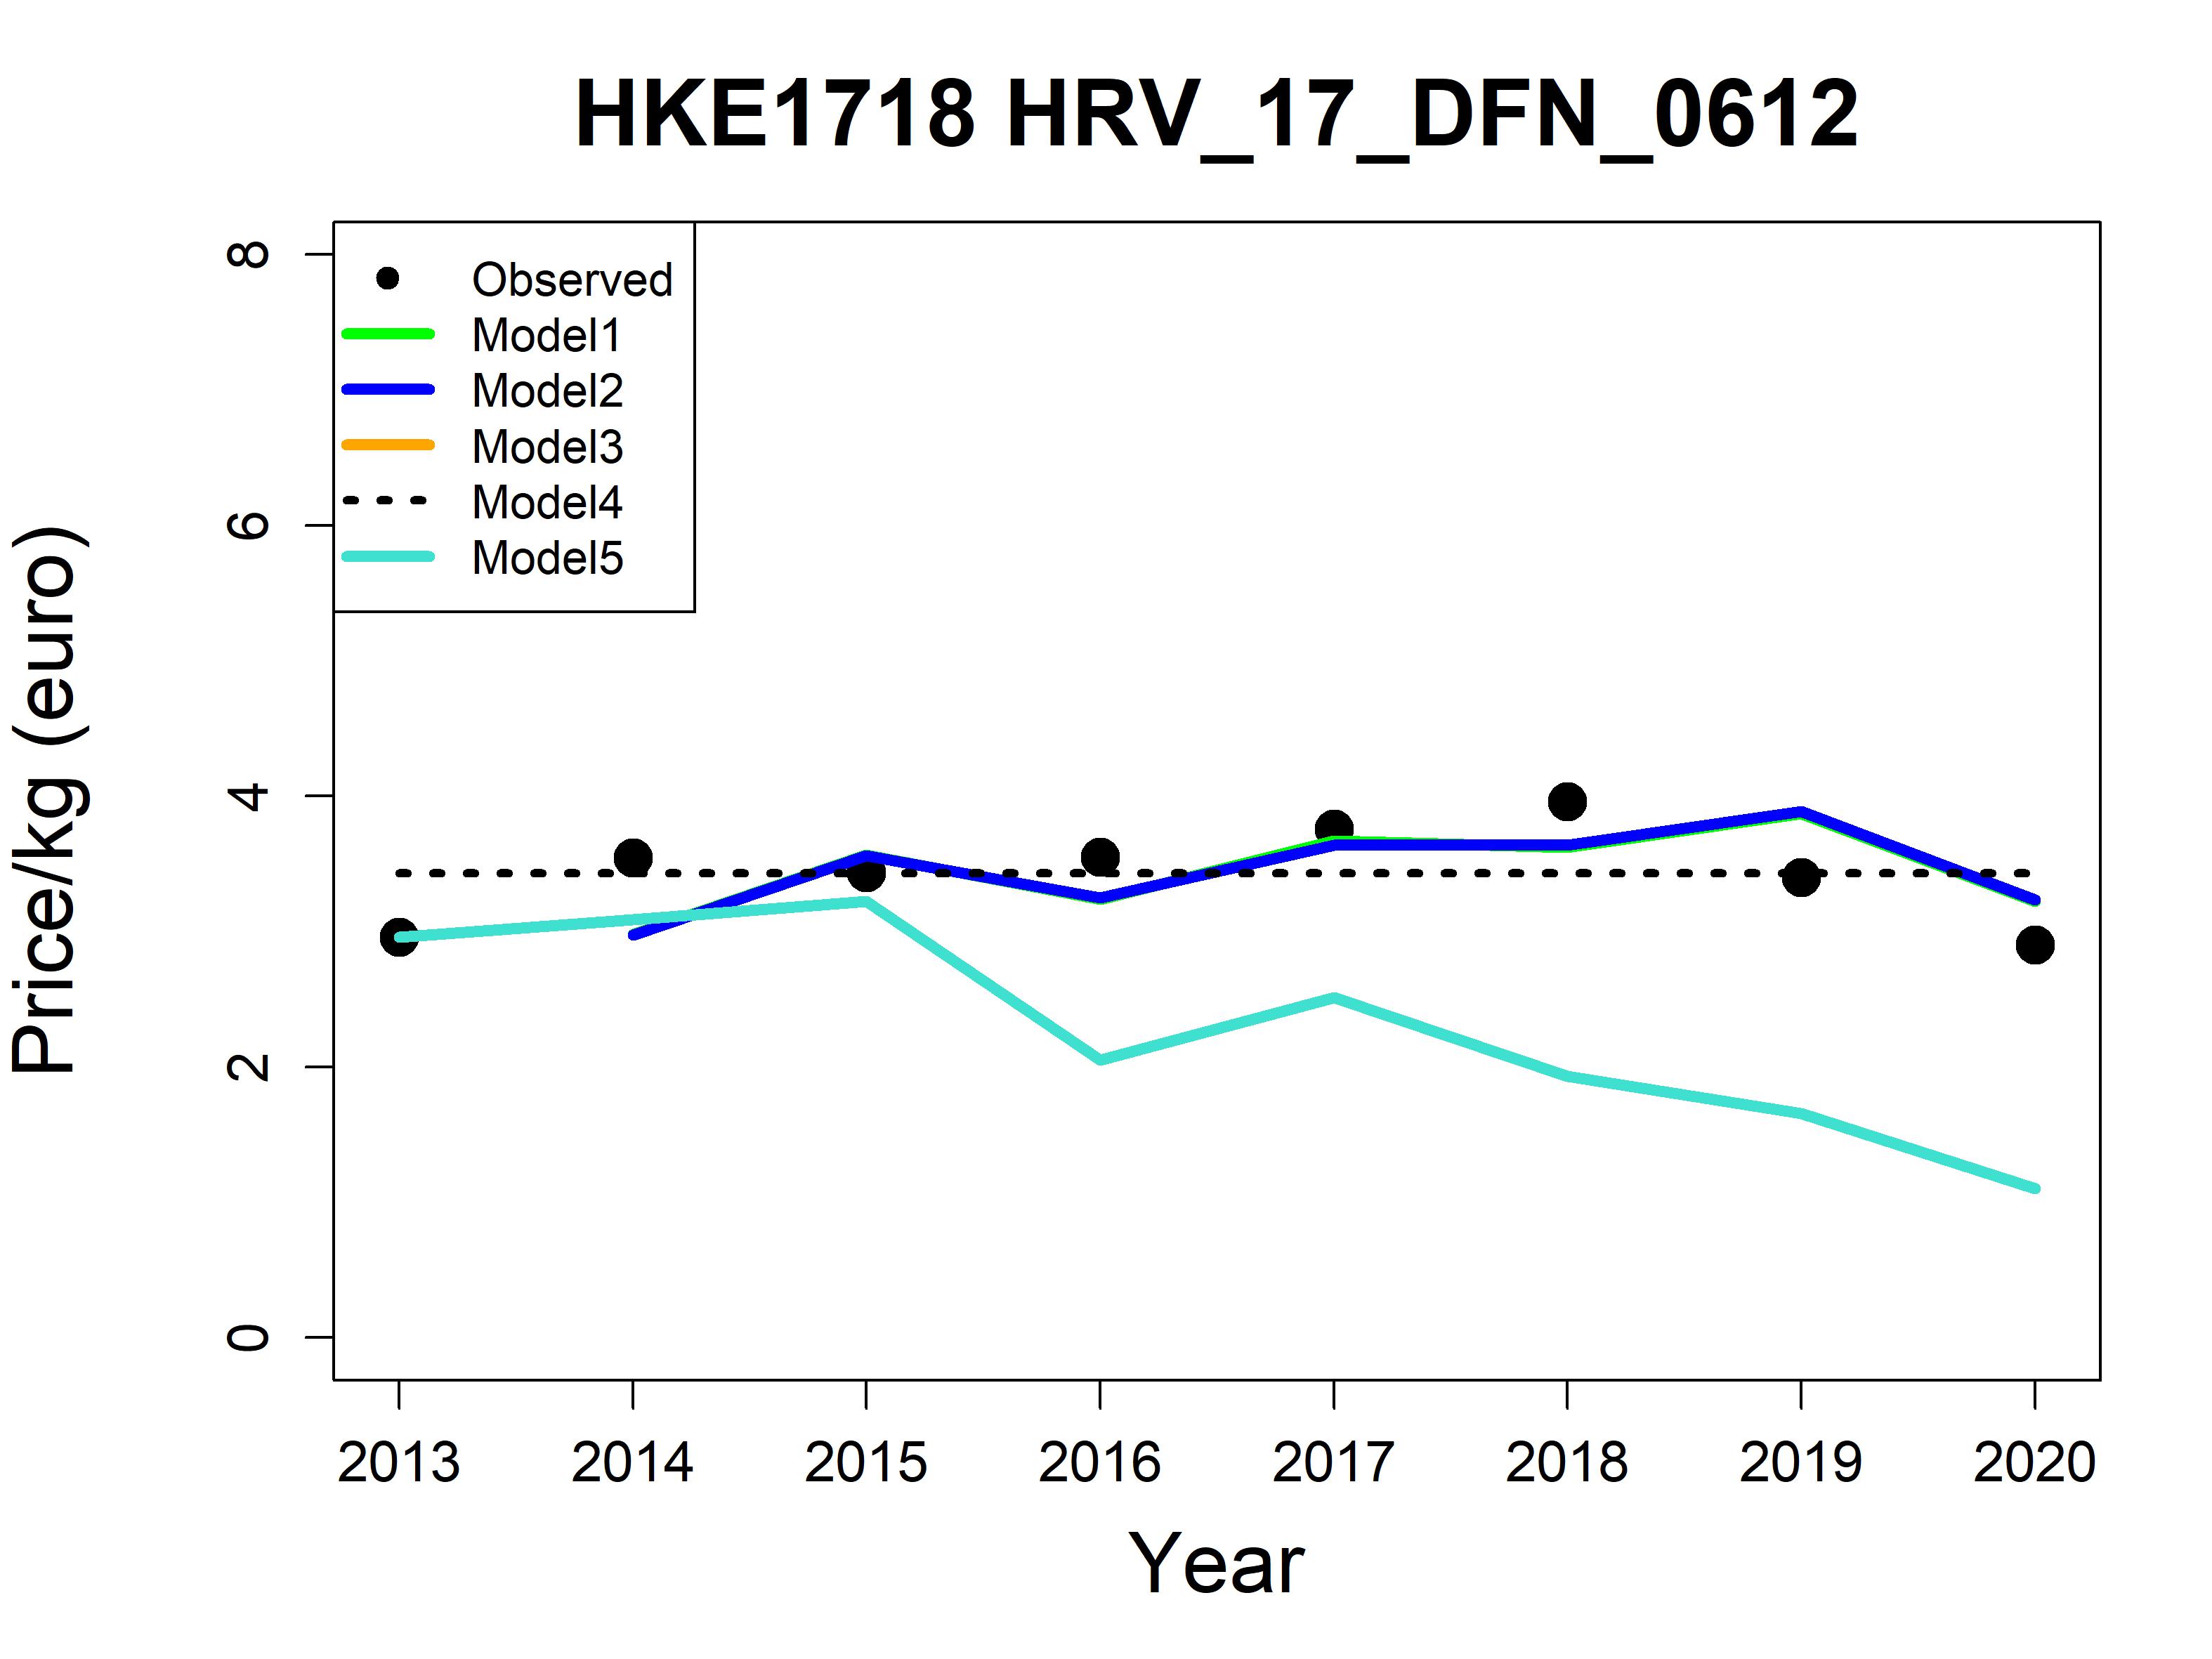 HKE1718 HRV_17_DFN_0612
Observed
Model1
Model2
Model3
Model4
Model5
Price/kg (euro)
8
6
4
2
0
2013 2014 2015 2016 2017 2018 2019 2020
Year